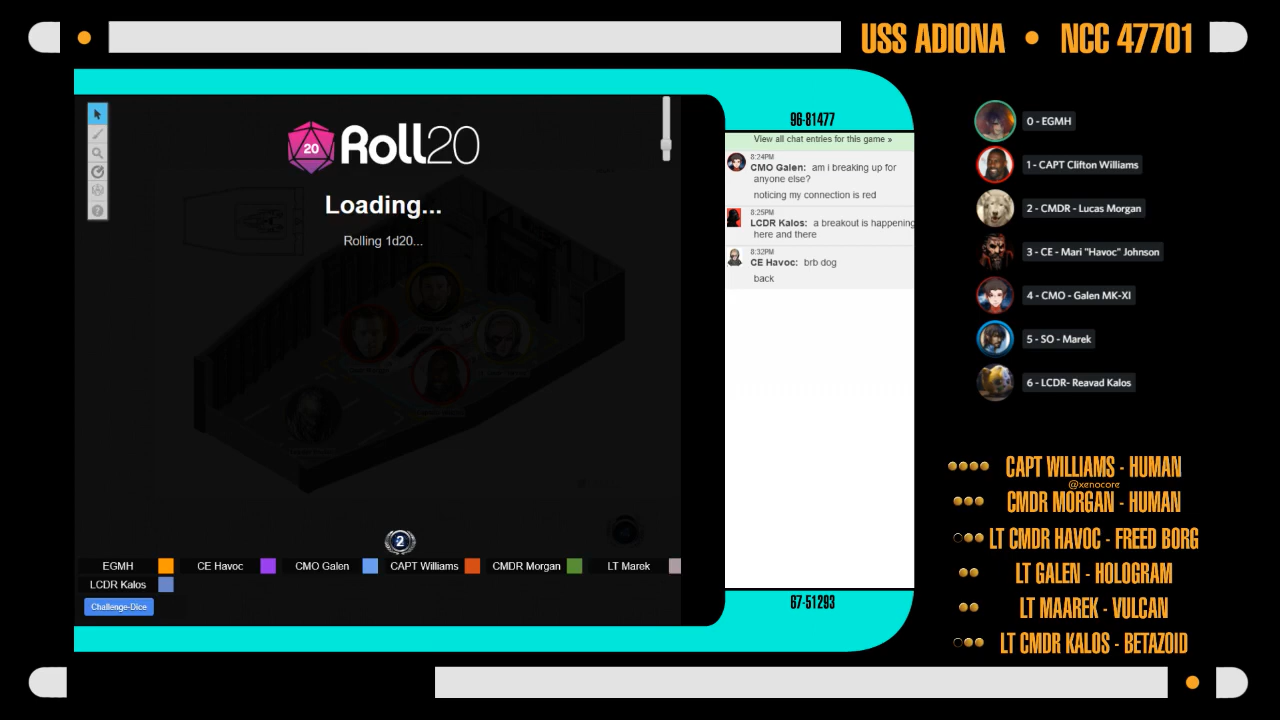 USS ADIONA • NCC 47701
20
Roll20
Loading...
Rolling 1d20...
96-81477
View all chat entries for this game »
8:24PM
CMO Galen: am i breaking up for
anyone else?
noticing my connection is red
8:25PM
LCDR Kalos: a breakout is happening
here and there
8:32PM
CE Havoc: brb dog
back
67-51293
2
EGMH
CE Havoc
CMO Galen
CAPT Williams
CMDR Morgan
LT Marek
LCDR Kalos
Challenge-Dice
0 - EGMH
1 - CAPT Clifton Williams
2 - CMDR - Lucas Morgan
3 - CE - Mari "Havoc" Johnson
4 - CMO - Galen MK-XI
5 - SO - Marek
6 - LCDR- Reavad Kalos
CAPT WILLIAMS - HUMAN
@xenocore
CMDR MORGAN - HUMAN
LT CMDR HAVOC - FREED BORG
LT GALEN - HOLOGRAM
LT MAAREK - VULCAN
LT CMDR KALOS - BETAZOID